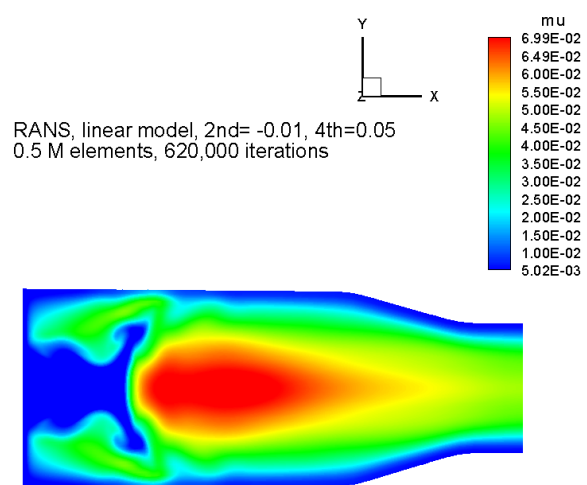 mu
Y
6.99E-02
6.49E-02
6.00E-02
5.50E-02
5.00E-02
4.50E-02
4.00E-02
3.50E-02
3.00E-02
2.50E-02
2.00E-02
1.50E-02
1.00E-02
5.02E-03
Z X
RANS, linear model, 2nd= -0.01, 4th=0.05
0.5 M elements, 620,000 iterations